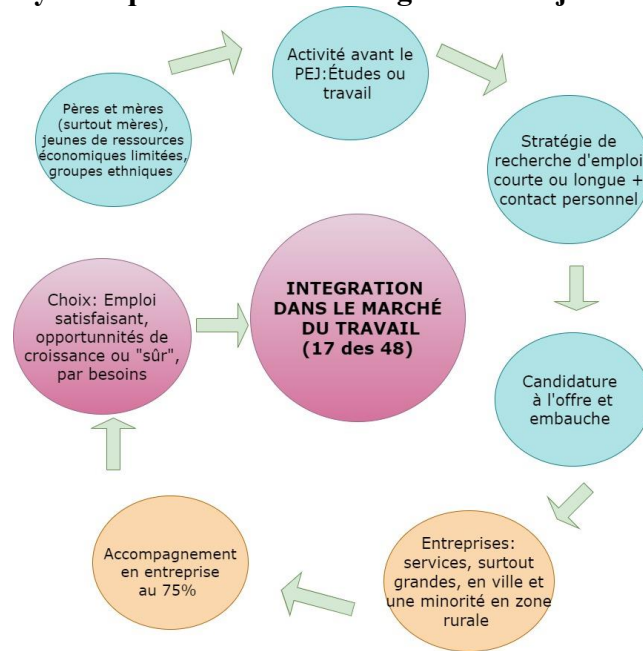 Activité avant le
PEJ:Études ou
travail
Pères et mères
(surtout mères),
jeunes de ressources
économiques limitées,
groupes ethniques
Stratégie de
recherche d'emploi
courte ou longue +
contact personnel
Choix: Emploi
satisfaisant,
opportunnités de
croissance ou "sûr",
par besoins
INTEGRATION
DANS LE MARCHÉ
DU TRAVAIL
(17 des 48)
Candidature
à l'offre et
embauche
Accompagnement
en entreprise
au 75%
Entreprises:
services, surtout
grandes, en ville et
une minorité en zone
rurale